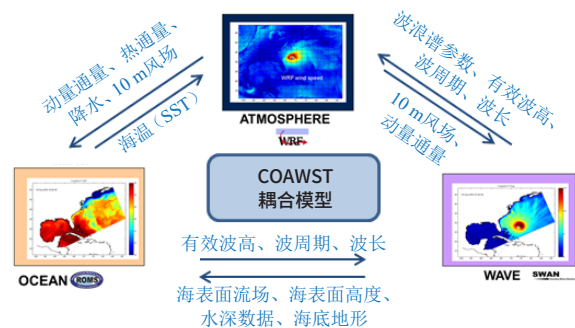 动量通量、热通量、
降水、10 m风场
海温（SST）
WRF wind speed
ATMOSPHERE
WRF
波浪谱参数、有效波高、
波周期、波长
10 m风场、
动量通量
COAWST
耦合模型
OCEAN ROMS
有效波高、波周期、波长
海表面流场、海表面高度、
水深数据、海底地形
WAVE SWAN